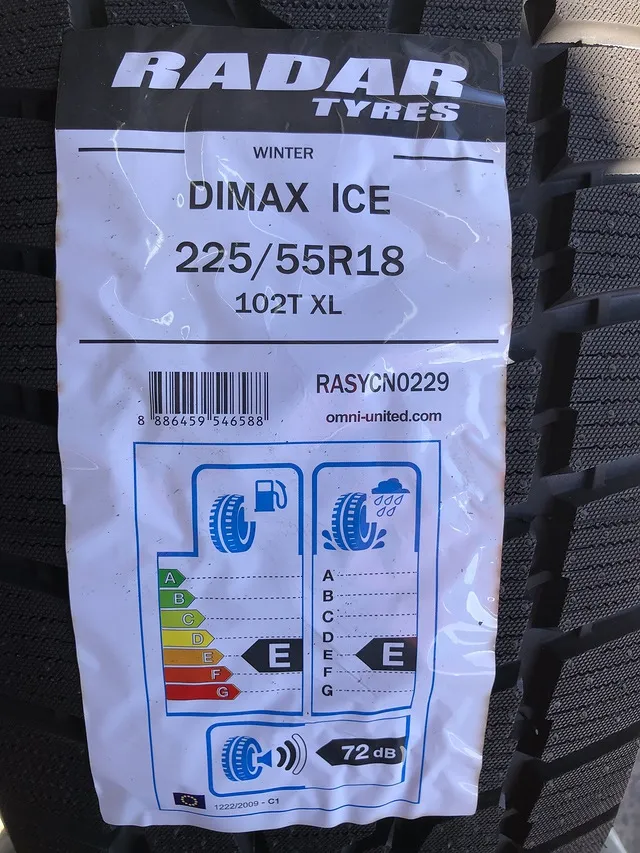 RADAR
TYRES
WINTER
DIMAX ICE
225/55R18
102T XL
RASYCN0229
8 886459 546588
omni-united.com
A A
B B
C C
D D
E E E E
F F
G G
72 dB
1222/2009 - C1